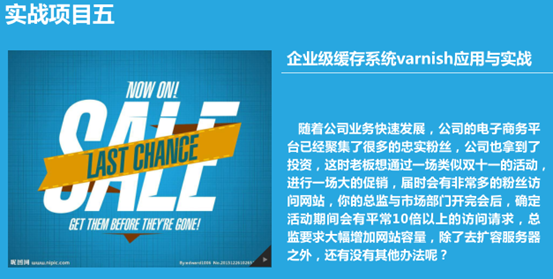 实战项目五
企业级缓存系统varnish应用与实战
NOW ON!
SALE
LAST CHANCE
GET THEM BEFORE THEY'RE GONE!
昵图网
www.nipic.com
随着公司业务快速发展，公司的电子商务平
台已经聚集了很多的忠实粉丝，公司也拿到了
投资，这时老板想通过一场类似双十一的活动，
进行一场大的促销，届时会有非常多的粉丝访
问网站，你的总监与市场部门开完会后，确定
活动期间会有平常10倍以上的访问请求，总
监要求大幅增加网站容量，除了去扩容服务器
之外，还有没有其他办法呢？